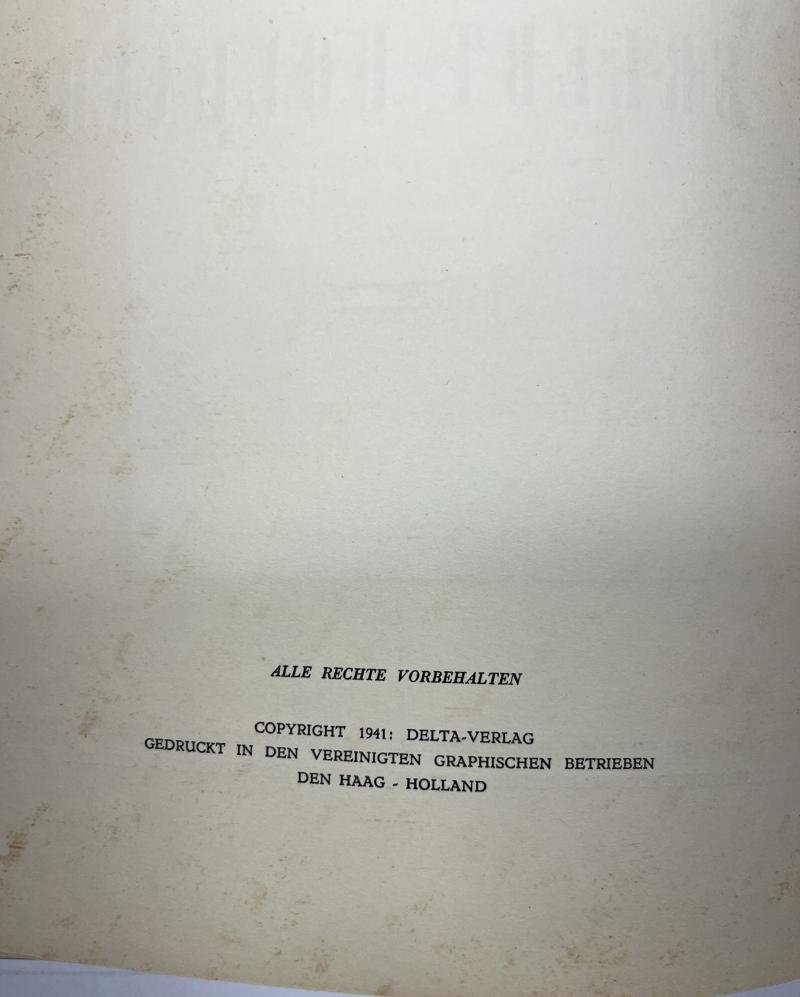 ALLE RECHTE VORBEHALTEN
COPYRIGHT 1941: DELTA-VERLAG
GEDRUCKT IN DEN VEREINIGTEN GRAPHISCHEN BETRIEBEN
DEN HAAG - HOLLAND